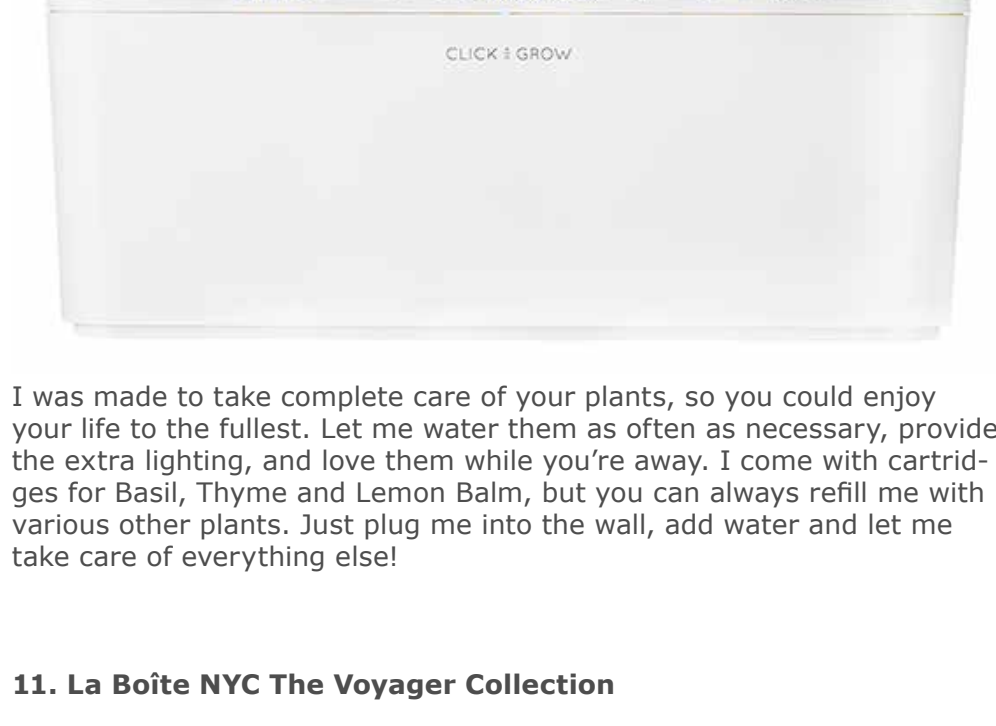 CLICK & GROW
I was made to take complete care of your plants, so you could enjoy
your life to the fullest. Let me water them as often as necessary, provide
the extra lighting, and love them while you’re away. I come with cartrid-
ges for Basil, Thyme and Lemon Balm, but you can always refill me with
various other plants. Just plug me into the wall, add water and let me
take care of everything else!
11. La Boîte NYC The Voyager Collection